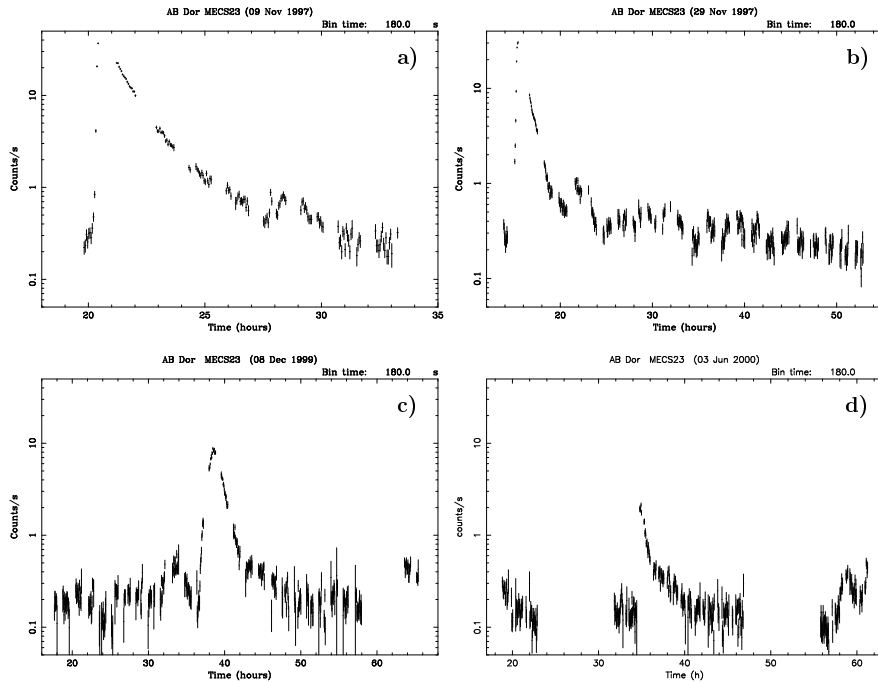 AB Dor MECS23 (09 Nov 1997)
Bin time: 180.0 s
a)
Counts/s
10
1
0.1
20 25 30 35
Time (hours)
AB Dor MECS23 (29 Nov 1997)
Bin time: 180.0
b)
Counts/s
10
1
0.1
20 30 40 50
Time (hours)
AB Dor MECS23 (08 Dec 1999)
Bin time: 180.0 s
c)
Counts/s
10
1
0.1
20 30 40 50 60
Time (hours)
AB Dor MECS23 (03 Jun 2000)
Bin time: 180.0
d)
counts/s
10
1
0.1
20 30 40 50 60
Time (h)